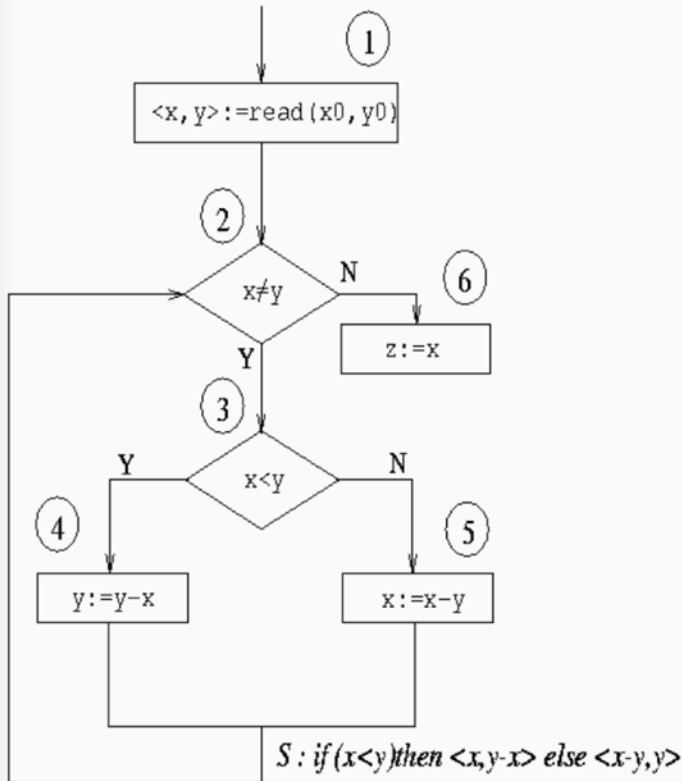 1
<x,y>:=read(x0,y0)
2
x≠y
N
6
z:=x
Y
3
Y
x<y
N
4
5
y:=y-x
x:=x-y
S : if (x<y)then <x,y-x> else <x-y,y>